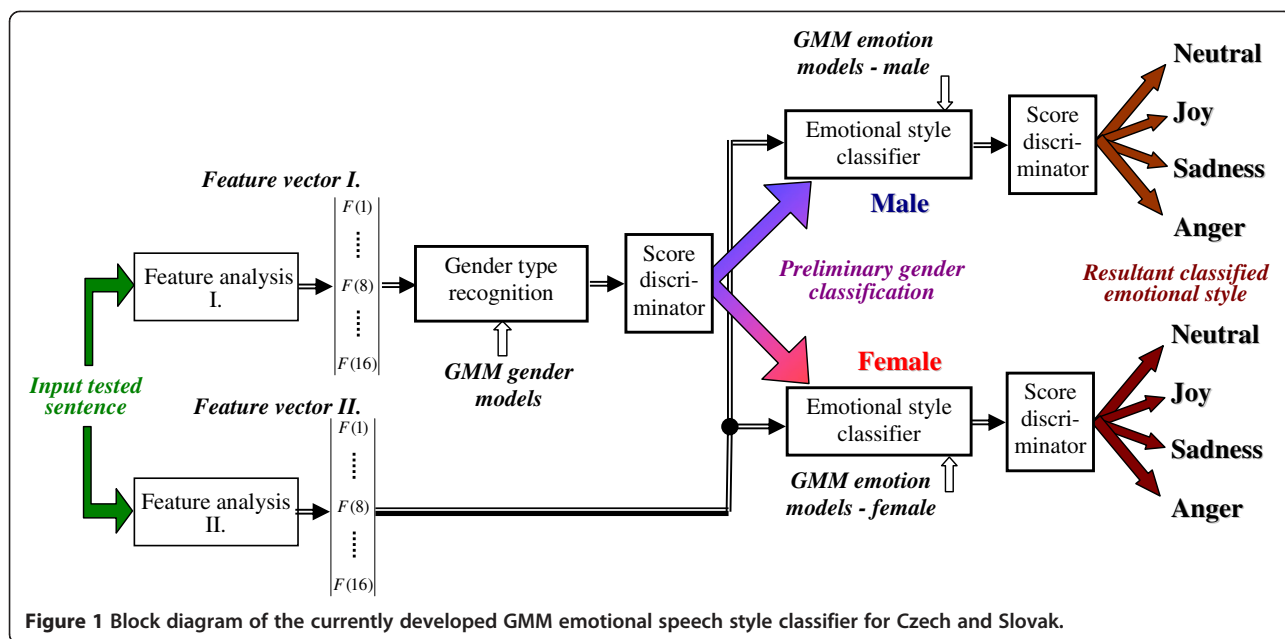 GMM emotion
models - male
Emotional style
classifier
Score
discri-
minator
Neutral
Joy
Sadness
Anger
Male
Feature vector I.
F(1)
F(8)
F(16)
Feature analysis
I.
Gender type
recognition
Score
discri-
minator
GMM gender
models
Preliminary gender
classification
Resultant classified
emotional style
Input tested
sentence
Female
Feature vector II.
F(1)
F(8)
F(16)
Feature analysis
II.
Emotional style
classifier
Score
discri-
minator
GMM emotion
models - female
Neutral
Joy
Sadness
Anger
Figure 1 Block diagram of the currently developed GMM emotional speech style classifier for Czech and Slovak.